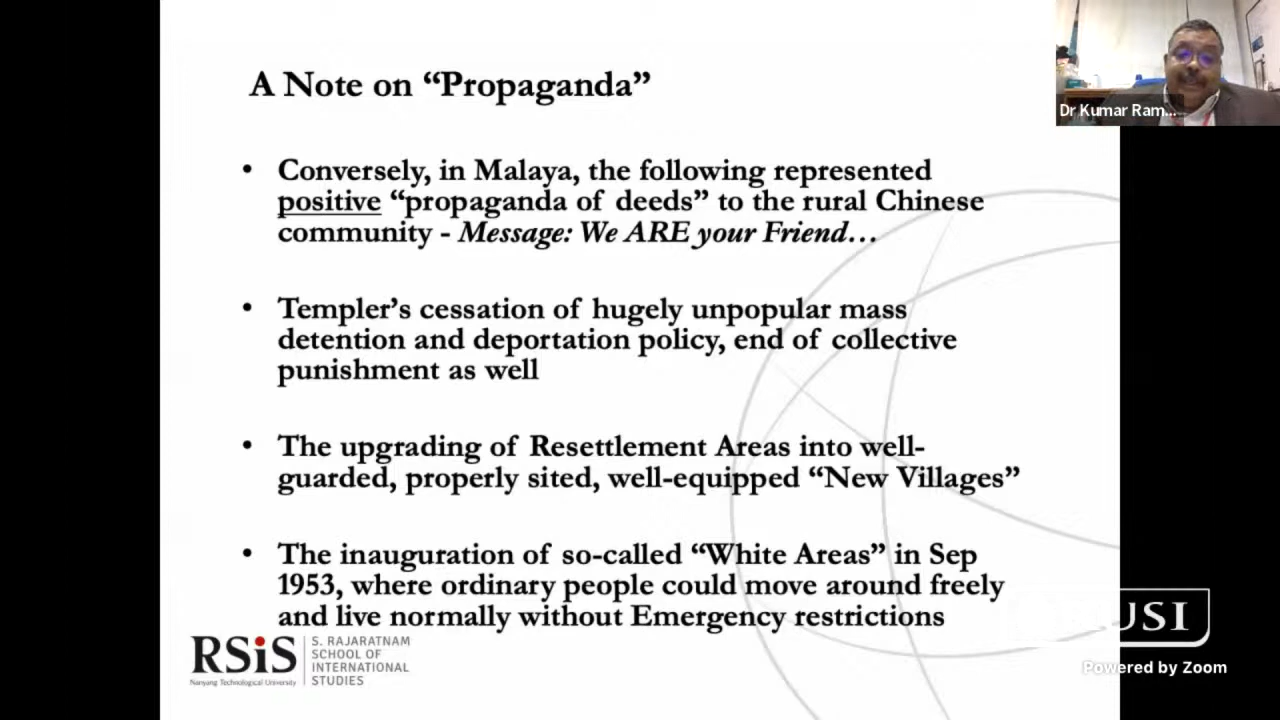 A Note on “Propaganda”
Dr Kumar Ram...
• Conversely, in Malaya, the following represented
positive “propaganda of deeds” to the rural Chinese
community - Message: We ARE your Friend…
• Templer’s cessation of hugely unpopular mass
detention and deportation policy, end of collective
punishment as well
• The upgrading of Resettlement Areas into well-
guarded, properly sited, well-equipped “New Villages”
• The inauguration of so-called “White Areas” in Sep
1953, where ordinary people could move around freely
and live normally without Emergency restrictions
RSiS
Nanyang Technological University
S. RAJARATNAM
SCHOOL OF
INTERNATIONAL
STUDIES
USI
Powered by Zoom